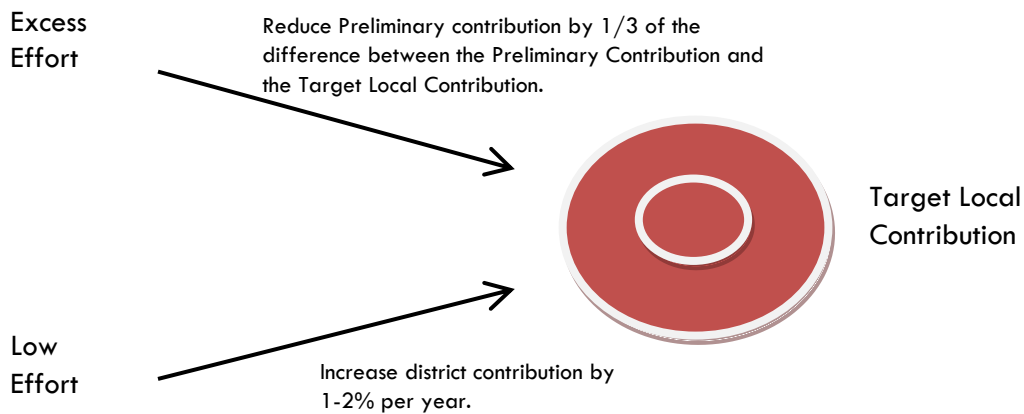 Excess
Effort
Reduce Preliminary contribution by 1/3 of the
difference between the Preliminary Contribution and
the Target Local Contribution.
Target Local
Contribution
Low
Effort
Increase district contribution by
1-2% per year.